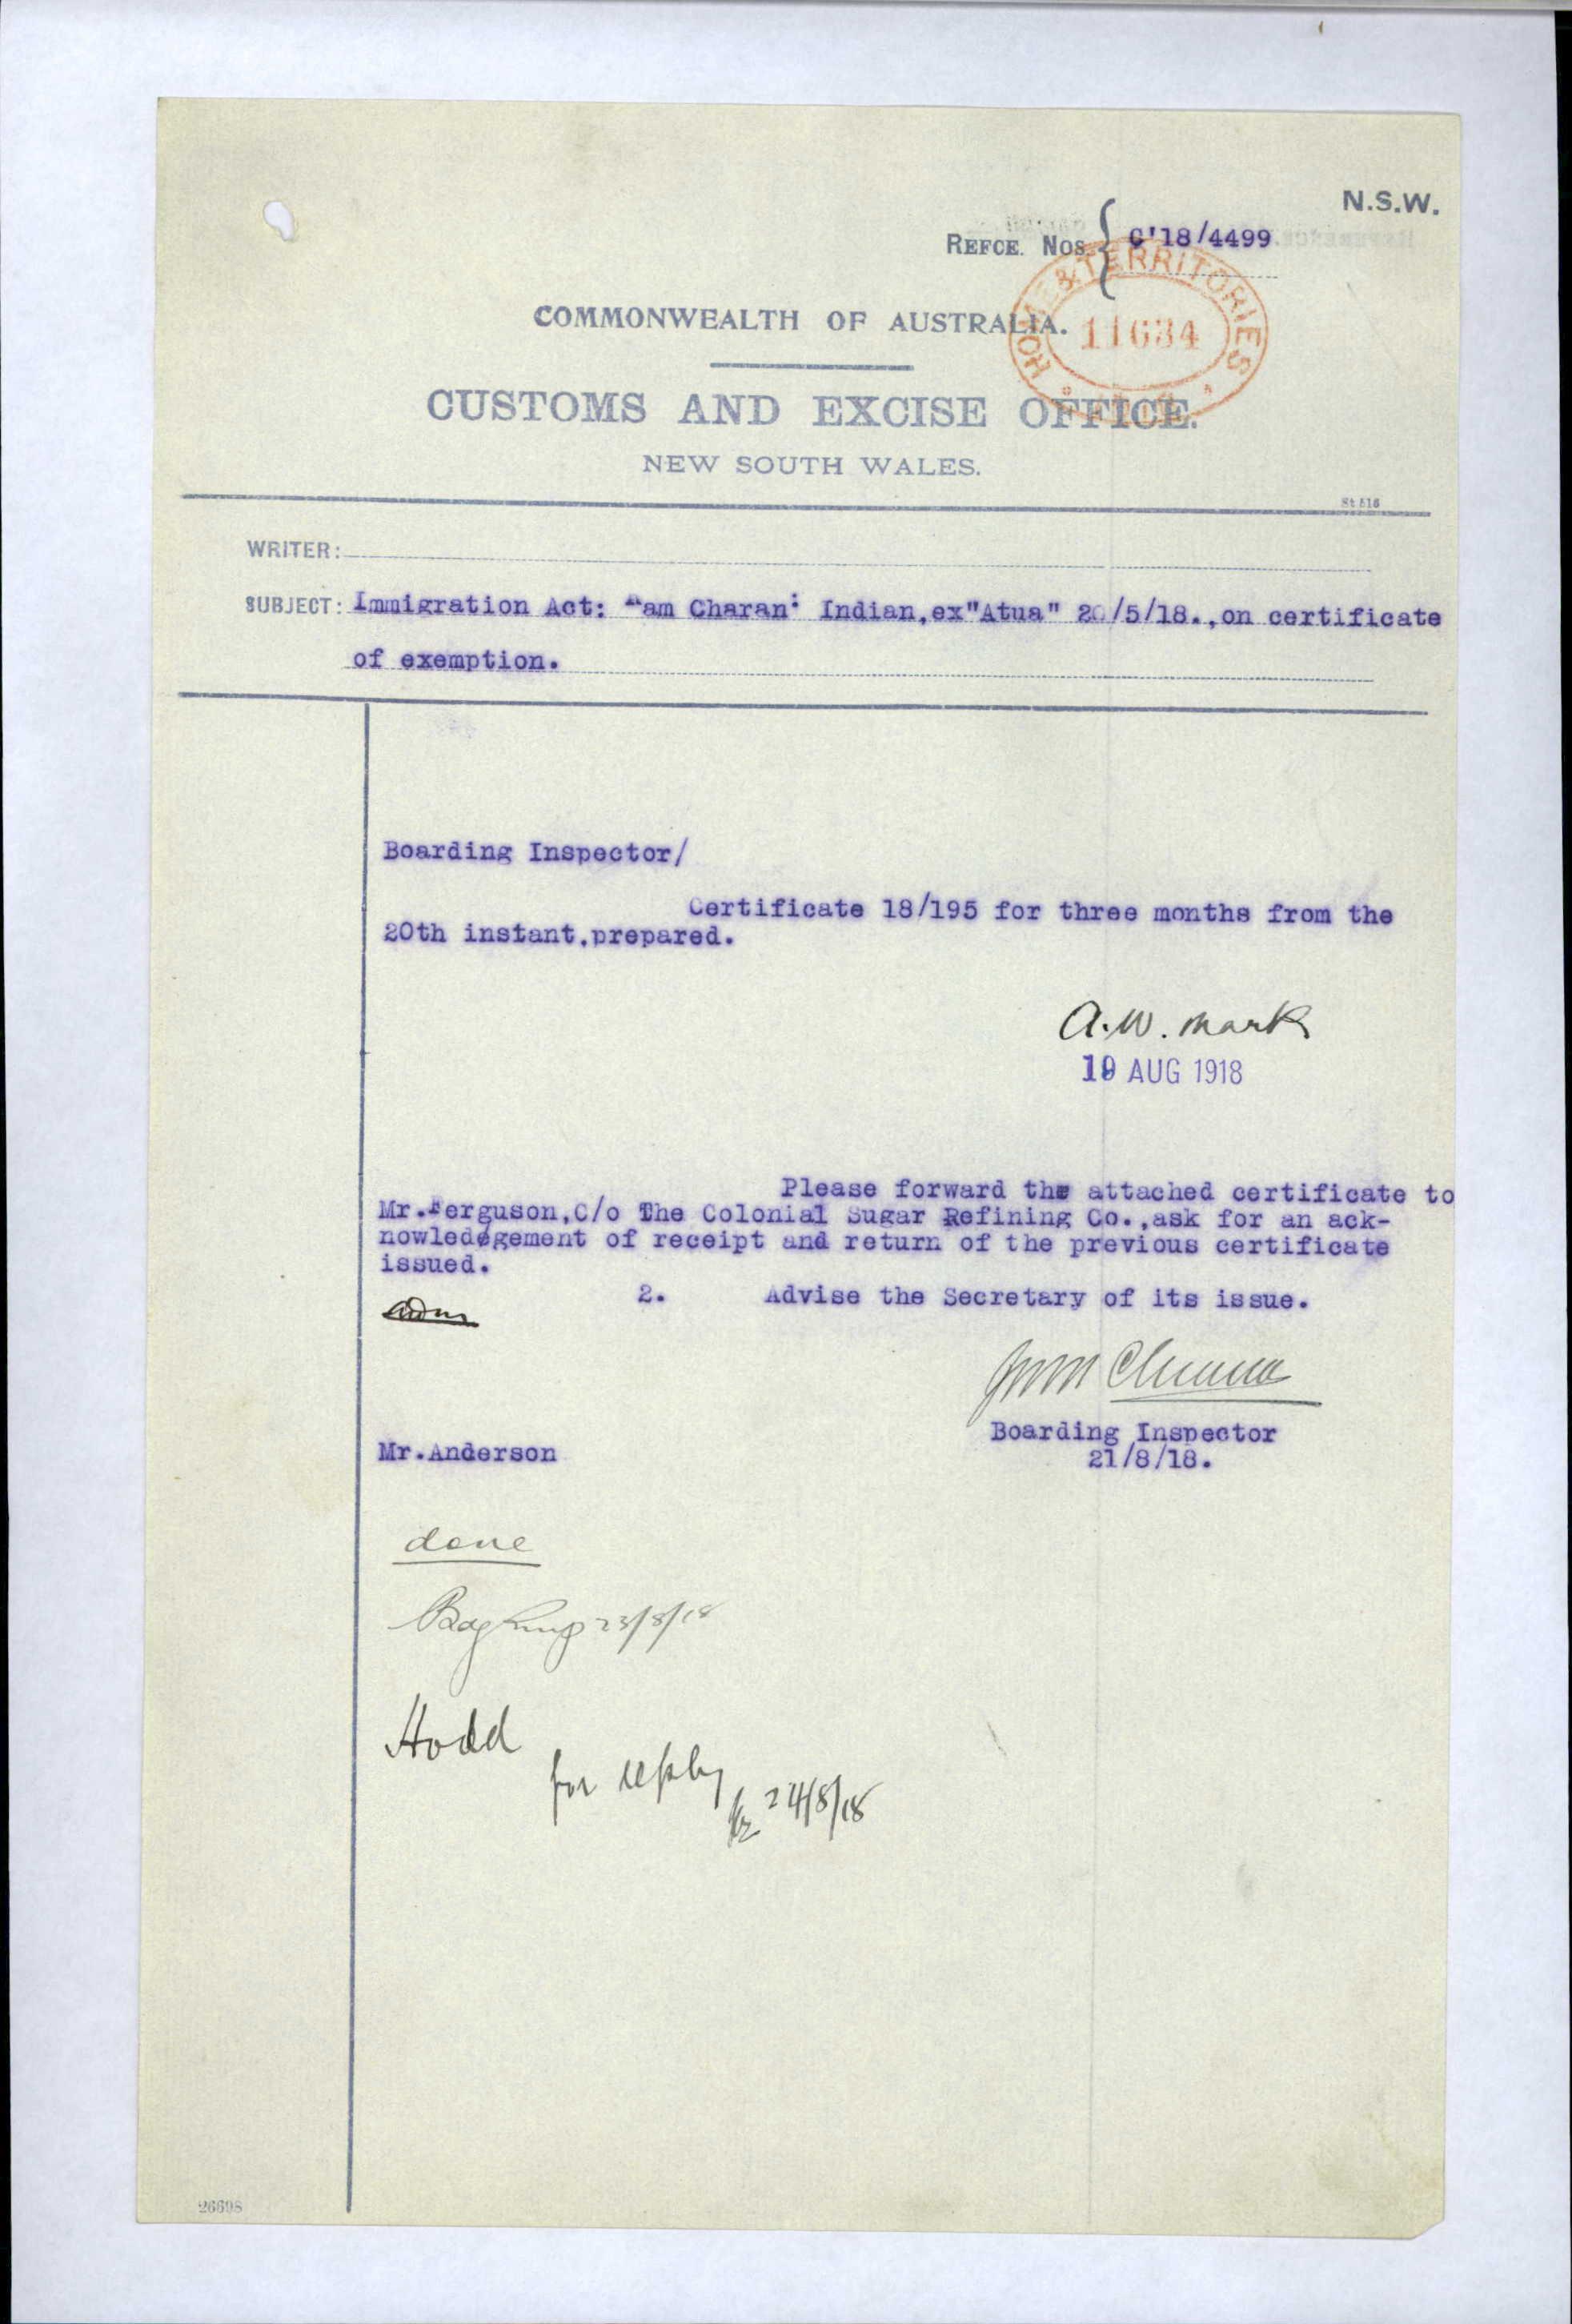 N.S.W.
REFCE. NOS. { C'18/4499
HOME & TERRITORIES
11634
COMMONWEALTH OF AUSTRALIA.
CUSTOMS AND EXCISE OFFICE.
NEW SOUTH WALES.
St 516
WRITER:
SUBJECT: Immigration Act: "am Charan: Indian,ex"Atua" 20/5/18.,on certificate
of exemption.
Boarding Inspector/
Certificate 18/195 for three months from the
20th instant,prepared.
A.W. Mark
19 AUG 1918
Please forward the attached certificate to
Mr.Ferguson,C/o The Colonial Sugar Refining Co.,ask for an ack-
nowledegement of receipt and return of the previous certificate
issued.
2. Advise the Secretary of its issue.
Boarding Inspector
21/8/18.
Mr.Anderson
done
23/8/18
Hold
for reply
24/8/18
26698